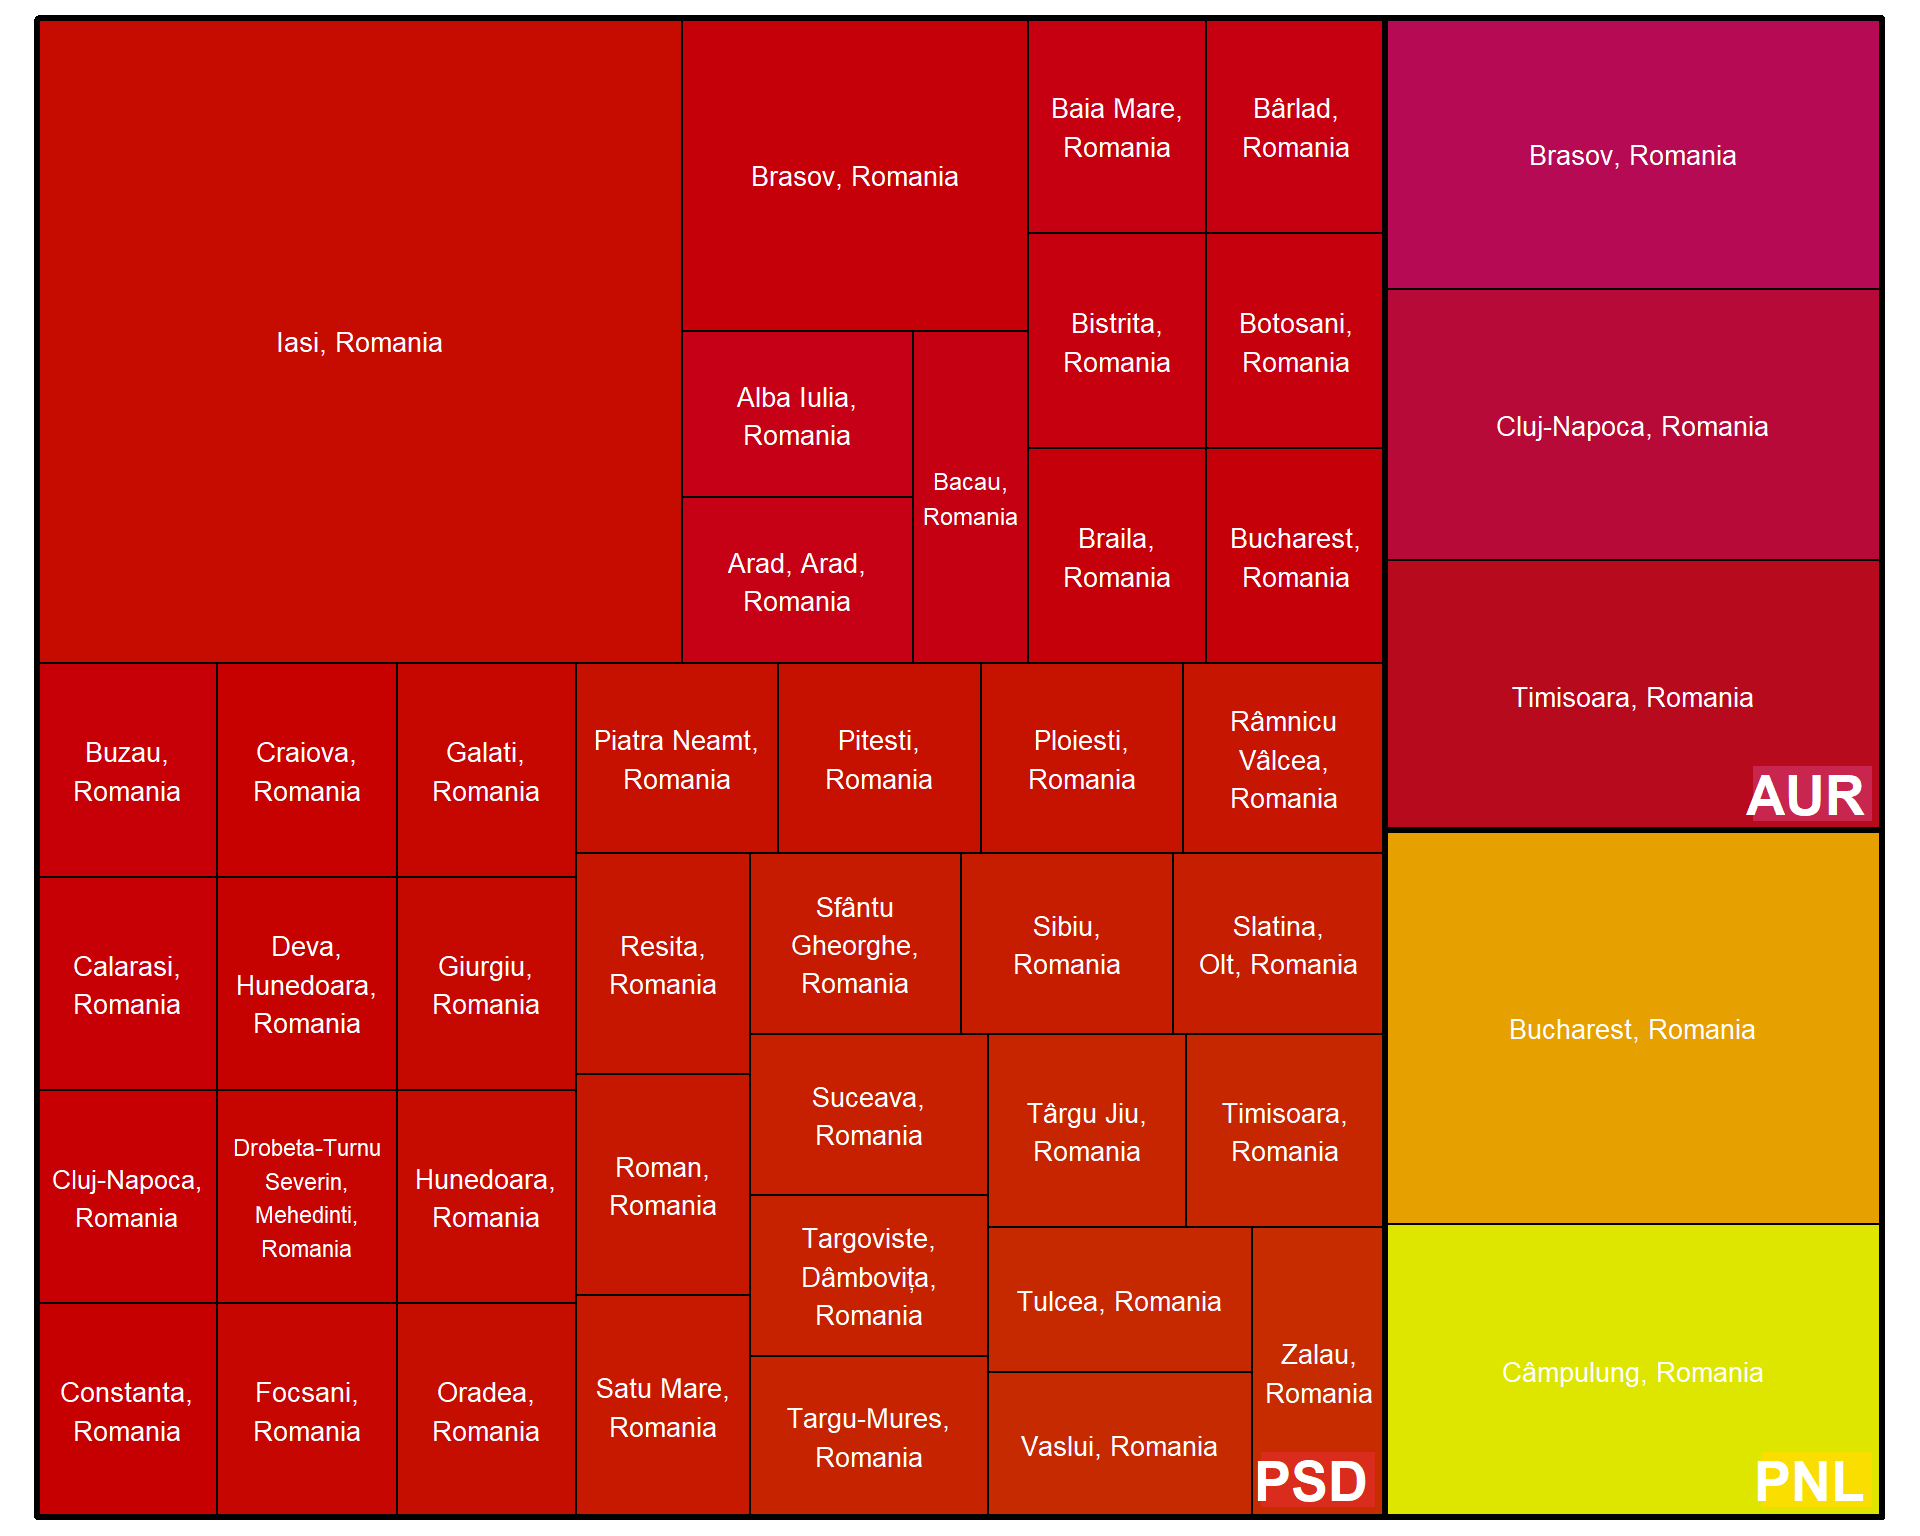 Iasi, Romania
Brasov, Romania
Alba Iulia,
Romania
Arad, Arad,
Romania
Bacau,
Romania
Baia Mare,
Romania
Bârlad,
Romania
Bistrita,
Romania
Botosani,
Romania
Braila,
Romania
Bucharest,
Romania
Buzau,
Romania
Craiova,
Romania
Galati,
Romania
Calarasi,
Romania
Deva,
Hunedoara,
Romania
Giurgiu,
Romania
Cluj-Napoca,
Romania
Drobeta-Turnu
Severin,
Mehedinti,
Romania
Hunedoara,
Romania
Constanta,
Romania
Focsani,
Romania
Oradea,
Romania
Piatra Neamt,
Romania
Pitesti,
Romania
Ploiesti,
Romania
Râmnicu
Vâlcea,
Romania
Resita,
Romania
Roman,
Romania
Satu Mare,
Romania
Sfântu
Gheorghe,
Romania
Sibiu,
Romania
Slatina,
Olt, Romania
Suceava,
Romania
Targoviste,
Dâmbovița,
Romania
Targu-Mures,
Romania
Târgu Jiu,
Romania
Timisoara,
Romania
Tulcea, Romania
Vaslui, Romania
Zalau,
Romania
PSD
Brasov, Romania
Cluj-Napoca, Romania
Timisoara, Romania
AUR
Bucharest, Romania
Câmpulung, Romania
PNL